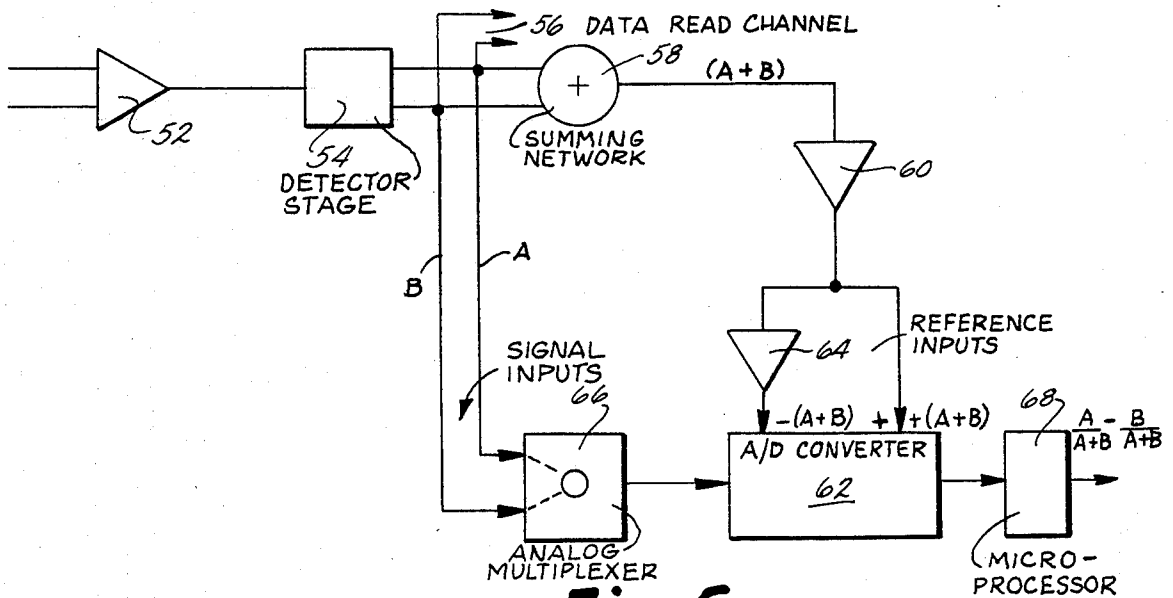 56 DATA READ CHANNEL
58
(A+B)
+
52
54
DETECTOR
STAGE
SUMMING
NETWORK
60
B
A
64
REFERENCE
INPUTS
SIGNAL
INPUTS
66
-(A+B) + +(A+B)
68
A/A+B - B/A+B
A/D CONVERTER
62
ANALOG
MULTIPLEXER
MICRO-
PROCESSOR